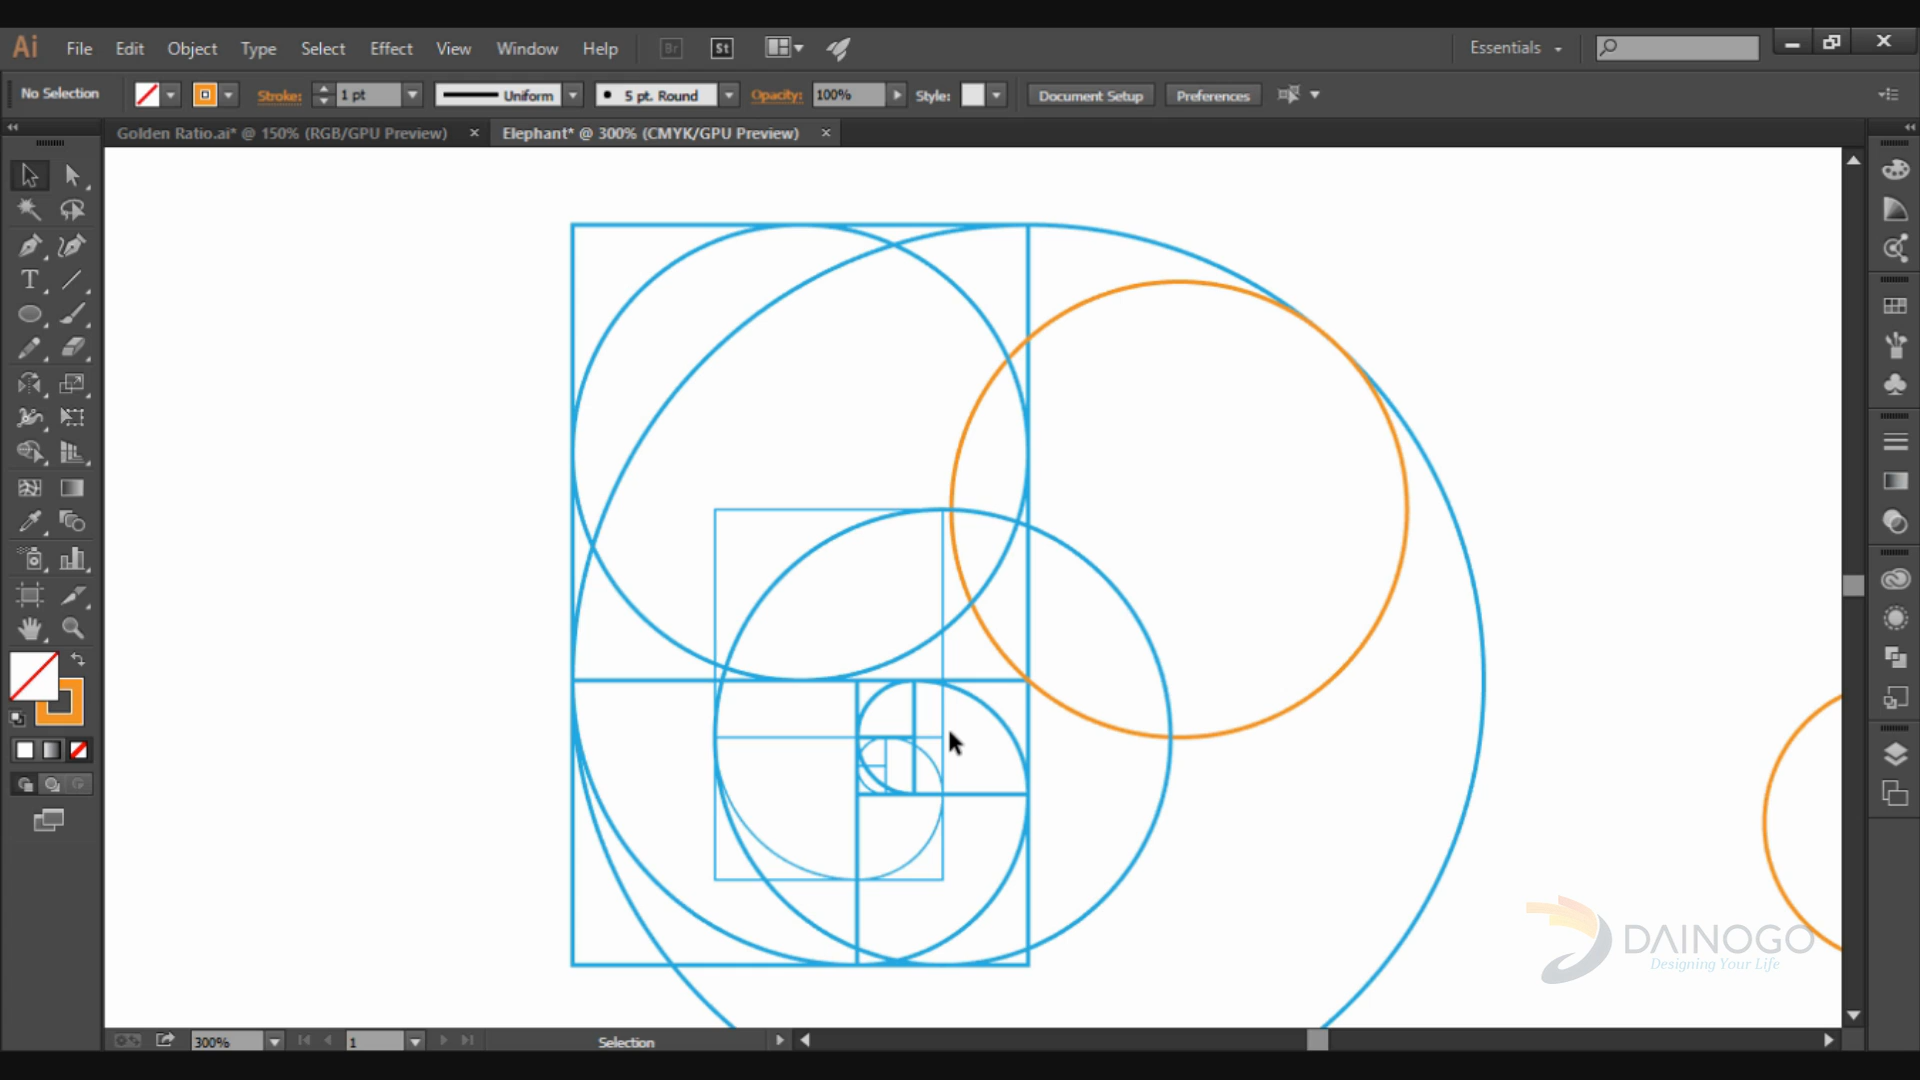 Ai File Edit Object Type Select Effect View Window Help Br St Essentials
No Selection Stroke: 1 pt Uniform 5 pt. Round Opacity: 100% Style: Document Setup Preferences
Golden Ratio.ai* @ 150% (RGB/GPU Preview) × Elephant* @ 300% (CMYK/GPU Preview) ×
T
DAINOGO
Designing Your Life
300% 1 Selection